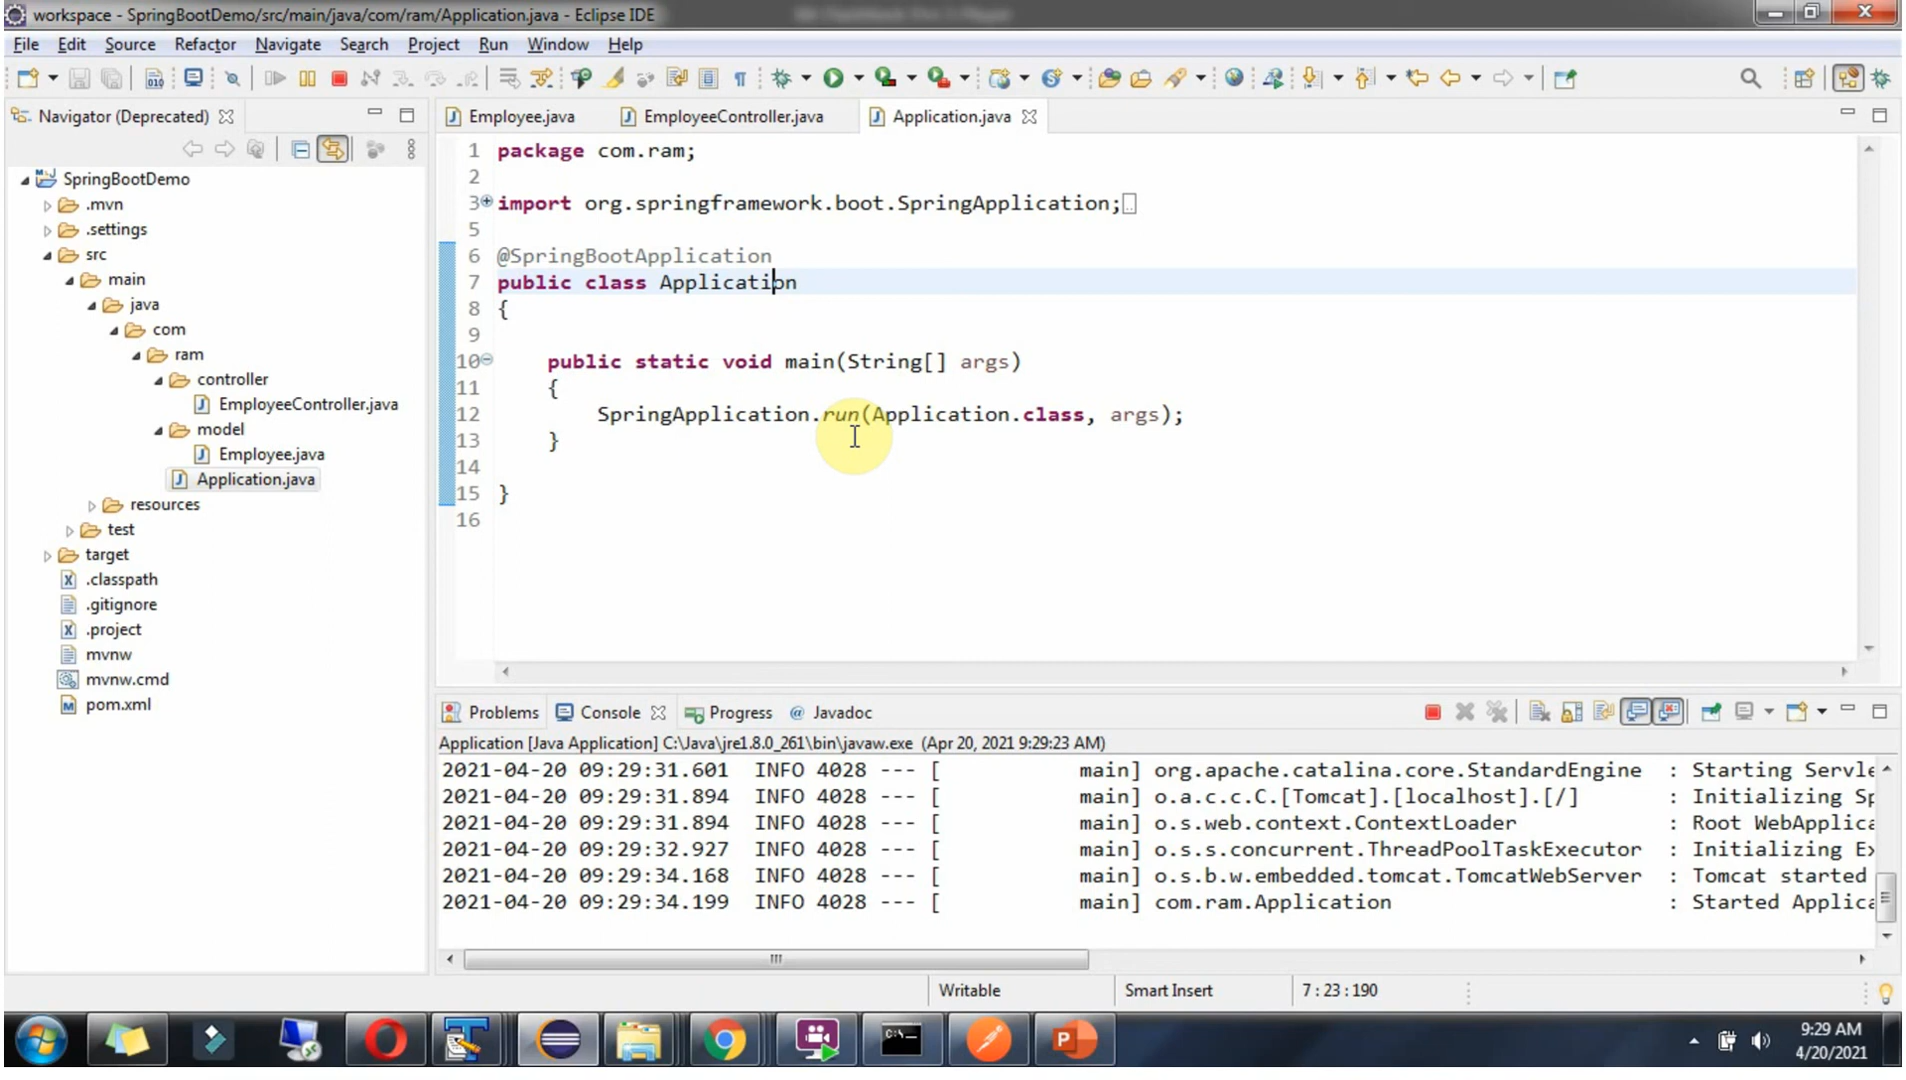 workspace - SpringBootDemo/src/main/java/com/ram/Application.java - Eclipse IDE
File Edit Source Refactor Navigate Search Project Run Window Help
Navigator (Deprecated)
SpringBootDemo
.mvn
.settings
src
main
java
com
ram
controller
EmployeeController.java
model
Employee.java
Application.java
resources
test
target
.classpath
.gitignore
.project
mvnw
mvnw.cmd
pom.xml
Employee.java EmployeeController.java Application.java
1 package com.ram;
2
3 import org.springframework.boot.SpringApplication;
5
6 @SpringBootApplication
7 public class Application
8 {
9
10 public static void main(String[] args)
11 {
12 SpringApplication.run(Application.class, args);
13 }
14
15 }
16
Problems Console Progress @ Javadoc
Application [Java Application] C:\Java\jre1.8.0_261\bin\javaw.exe (Apr 20, 2021 9:29:23 AM)
2021-04-20 09:29:31.601 INFO 4028 --- [ main] org.apache.catalina.core.StandardEngine : Starting Servle
2021-04-20 09:29:31.894 INFO 4028 --- [ main] o.a.c.c.C.[Tomcat].[localhost].[/] : Initializing Sp
2021-04-20 09:29:31.894 INFO 4028 --- [ main] o.s.web.context.ContextLoader : Root WebApplica
2021-04-20 09:29:32.927 INFO 4028 --- [ main] o.s.s.concurrent.ThreadPoolTaskExecutor : Initializing Ex
2021-04-20 09:29:34.168 INFO 4028 --- [ main] o.s.b.w.embedded.tomcat.TomcatWebServer : Tomcat started
2021-04-20 09:29:34.199 INFO 4028 --- [ main] com.ram.Application : Started Applica
Writable Smart Insert 7 : 23 : 190
9:29 AM
4/20/2021